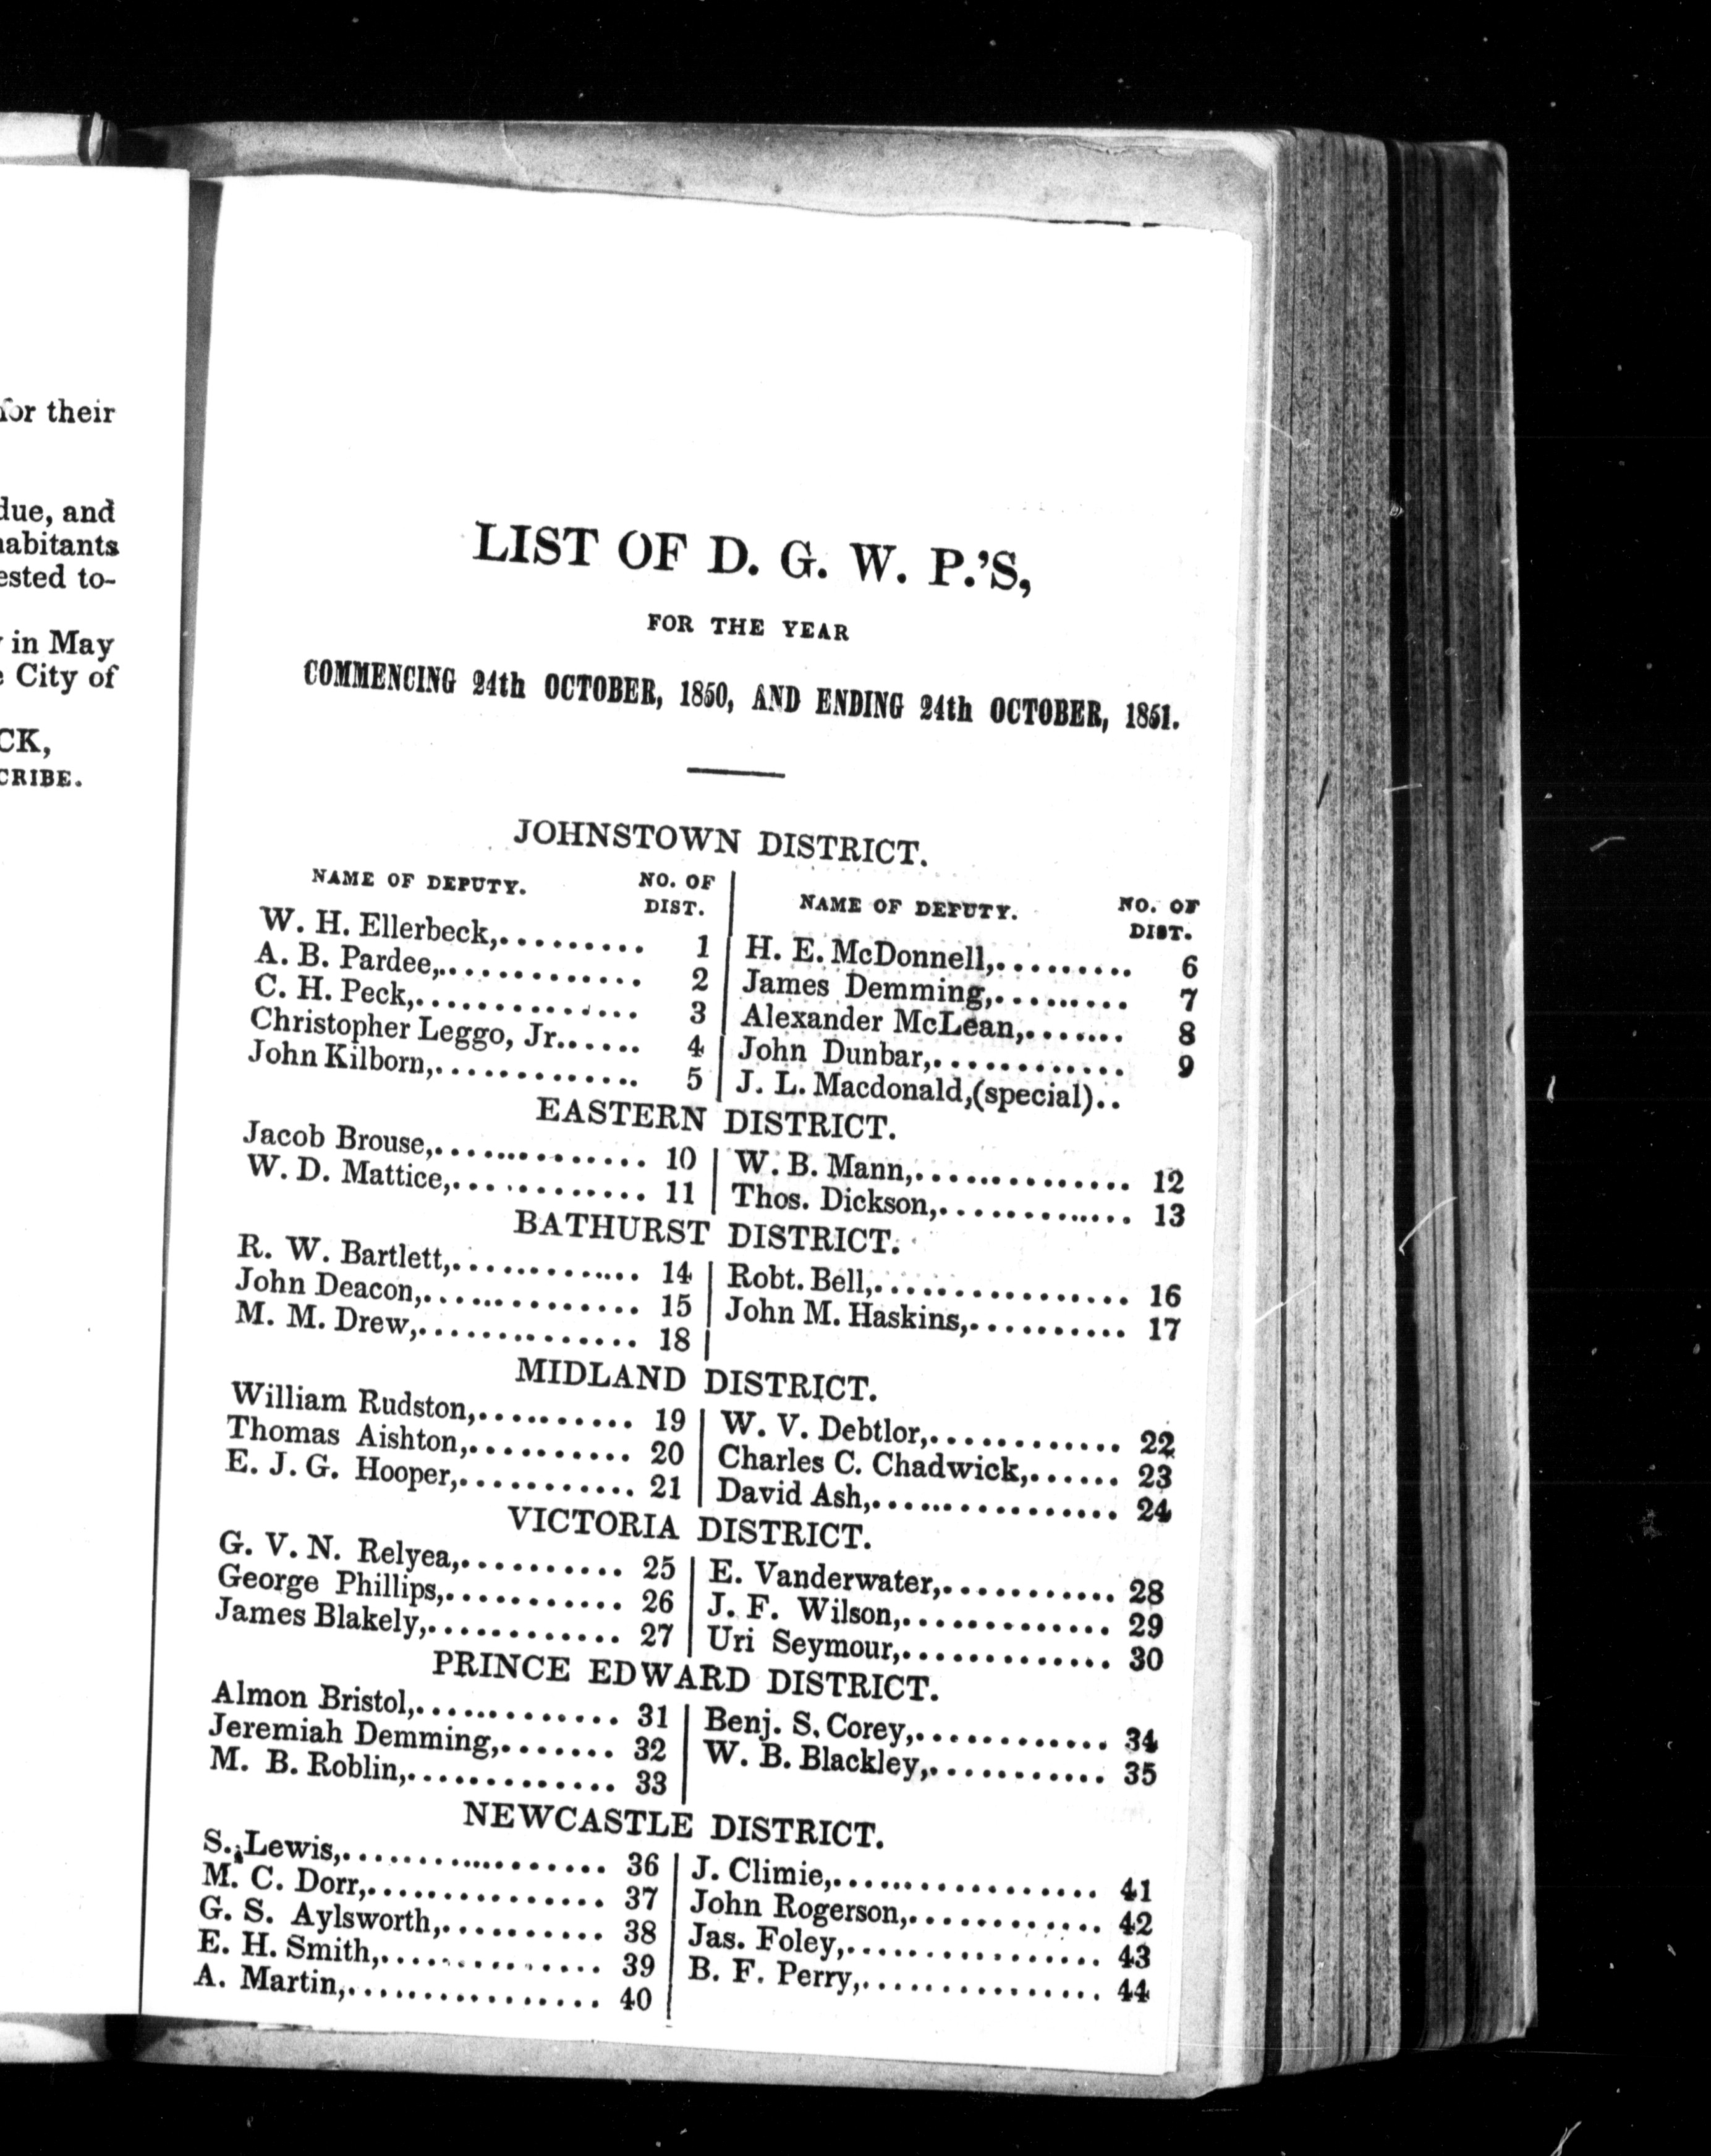 for their
due, and
habitants
ested to-
in May
City of
CK,
CRIBE.
LIST OF D. G. W. P.'S,
FOR THE YEAR
COMMENCING 24th OCTOBER, 1850, AND ENDING 24th OCTOBER, 1851.
JOHNSTOWN DISTRICT.
NAME OF DEPUTY. NO. OF DIST. NAME OF DEPUTY. NO. OF DIST.
W. H. Ellerbeck,......... 1 H. E. McDonnell,......... 6
A. B. Pardee,............. 2 James Demming,......... 7
C. H. Peck,.............. 3 Alexander McLean,....... 8
Christopher Leggo, Jr...... 4 John Dunbar,............. 9
John Kilborn,............. 5 J. L. Macdonald,(special)..
EASTERN DISTRICT.
Jacob Brouse,.............. 10 W. B. Mann,.............. 12
W. D. Mattice,............ 11 Thos. Dickson,............ 13
BATHURST DISTRICT.
R. W. Bartlett,............ 14 Robt. Bell,................ 16
John Deacon,.............. 15 John M. Haskins,.......... 17
M. M. Drew,.............. 18
MIDLAND DISTRICT.
William Rudston,.......... 19 W. V. Debtlor,............ 22
Thomas Aishton,.......... 20 Charles C. Chadwick,...... 23
E. J. G. Hooper,........... 21 David Ash,................ 24
VICTORIA DISTRICT.
G. V. N. Relyea,.......... 25 E. Vanderwater,........... 28
George Phillips,........... 26 J. F. Wilson,............. 29
James Blakely,............ 27 Uri Seymour,............. 30
PRINCE EDWARD DISTRICT.
Almon Bristol,............. 31 Benj. S. Corey,............ 34
Jeremiah Demming,....... 32 W. B. Blackley,........... 35
M. B. Roblin,............. 33
NEWCASTLE DISTRICT.
S. Lewis,................. 36 J. Climie,................. 41
M. C. Dorr,............... 37 John Rogerson,............ 42
G. S. Aylsworth,.......... 38 Jas. Foley,................ 43
E. H. Smith,.............. 39 B. F. Perry,............... 44
A. Martin,................ 40